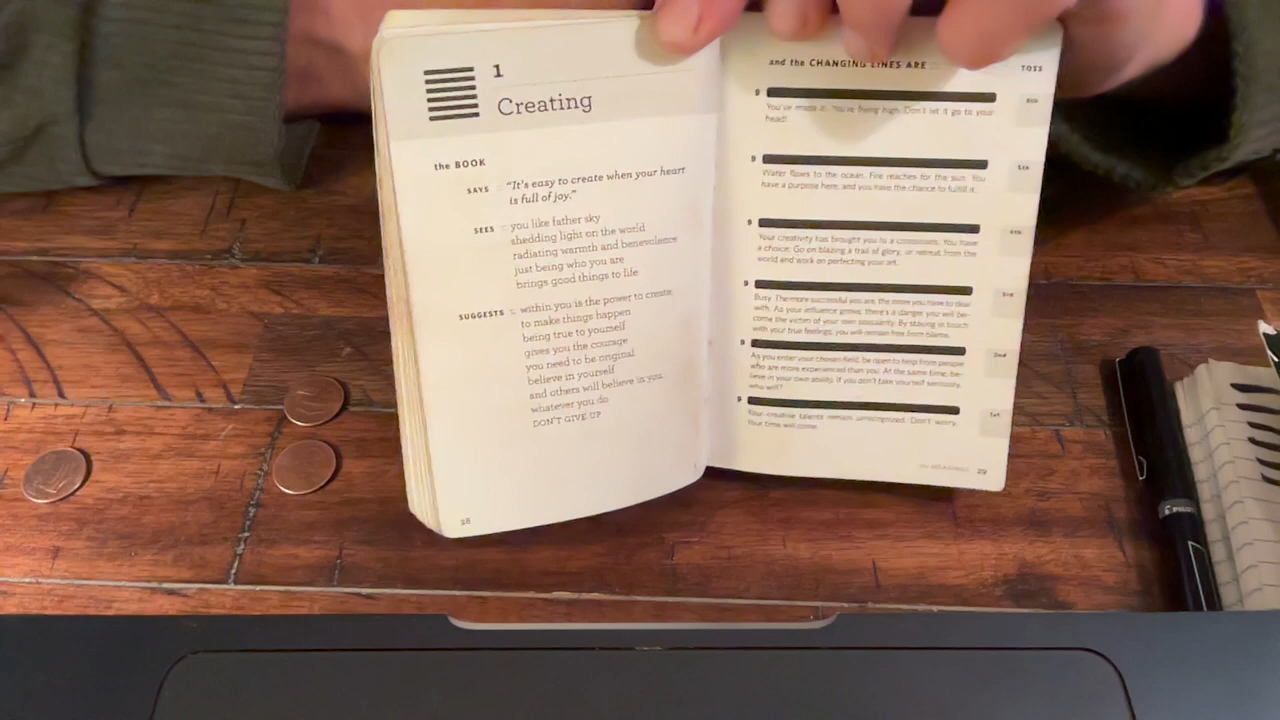 1
Creating
the BOOK
SAYS :: "It's easy to create when your heart
is full of joy."
SEES :: you like father sky
shedding light on the world
radiating warmth and benevolence
just being who you are
brings good things to life
SUGGESTS :: within you is the power to create
to make things happen
being true to yourself
gives you the courage
you need to be original
believe in yourself
and others will believe in you
whatever you do
DON'T GIVE UP
28
and the CHANGING LINES ARE
TOSS
9
6th
You've made it. You're flying high. Don't let it go to your
head!
9
5th
Water flows to the ocean. Fire reaches for the sun. You
have a purpose here, and you have the chance to fulfill it.
9
4th
Your creativity has brought you to a crossroads. You have
a choice: Go on blazing a trail of glory, or retreat from the
world and work on perfecting your art.
9
3rd
Busy. The more successful you are, the more you have to deal
with. As your influence grows, there's a danger you will be-
come the victim of your own popularity. By staying in touch
with your true feelings, you will remain free from blame.
9
2nd
As you enter your chosen field, be open to help from people
who are more experienced than you. At the same time, be-
lieve in your own ability. If you don't take yourself seriously,
who will?
9
1st
Your creative talents remain unrecognized. Don't worry.
Your time will come.
the MEANINGS 29
PILOT